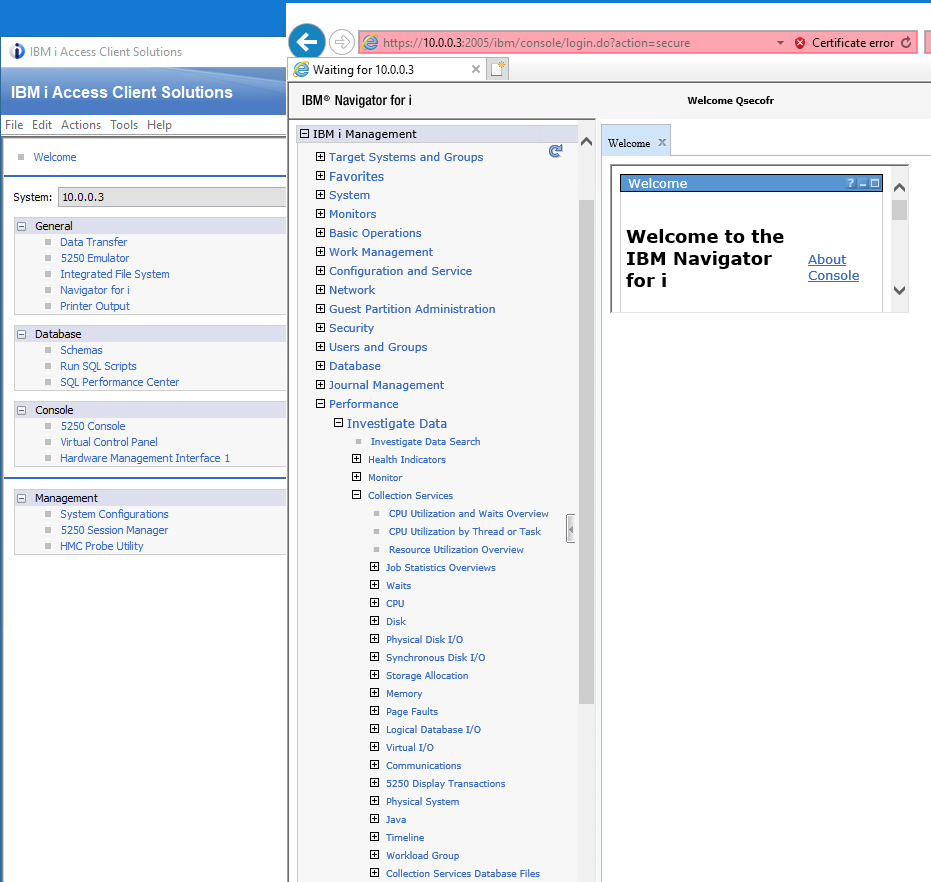 IBM i Access Client Solutions
IBM i Access Client Solutions
File Edit Actions Tools Help
Welcome
System: 10.0.0.3
General
Data Transfer
5250 Emulator
Integrated File System
Navigator for i
Printer Output
Database
Schemas
Run SQL Scripts
SQL Performance Center
Console
5250 Console
Virtual Control Panel
Hardware Management Interface 1
Management
System Configurations
5250 Session Manager
HMC Probe Utility
https://10.0.0.3:2005/ibm/console/login.do?action=secure Certificate error
Waiting for 10.0.0.3
IBM® Navigator for i Welcome Qsecofr
IBM i Management
Target Systems and Groups
Favorites
System
Monitors
Basic Operations
Work Management
Configuration and Service
Network
Guest Partition Administration
Security
Users and Groups
Database
Journal Management
Performance
Investigate Data
Investigate Data Search
Health Indicators
Monitor
Collection Services
CPU Utilization and Waits Overview
CPU Utilization by Thread or Task
Resource Utilization Overview
Job Statistics Overviews
Waits
CPU
Disk
Physical Disk I/O
Synchronous Disk I/O
Storage Allocation
Memory
Page Faults
Logical Database I/O
Virtual I/O
Communications
5250 Display Transactions
Physical System
Java
Timeline
Workload Group
Collection Services Database Files
Welcome
Welcome
Welcome to the
IBM Navigator
for i
About
Console